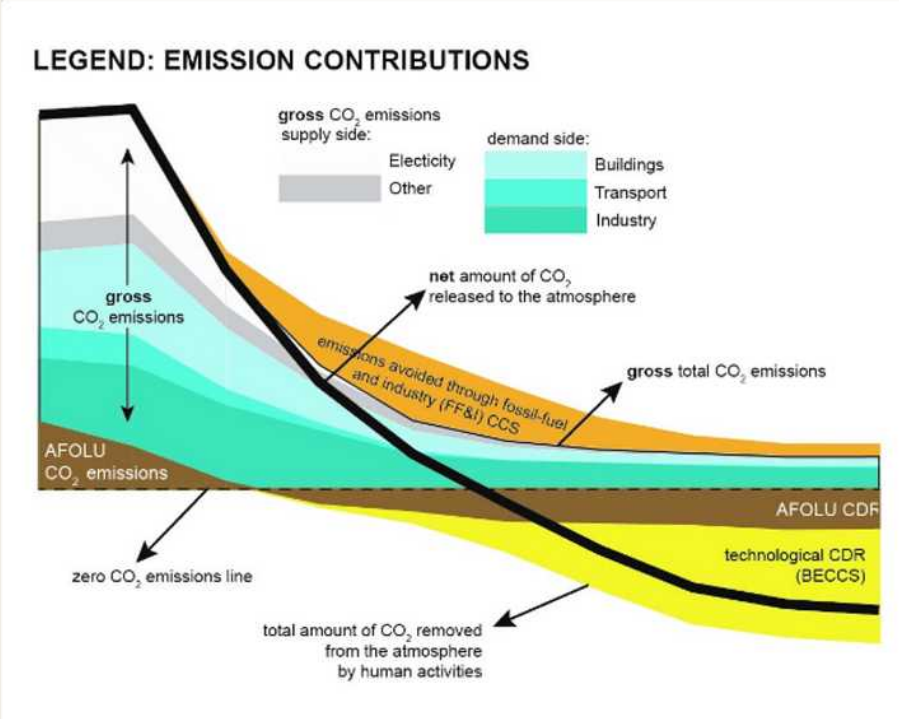 LEGEND: EMISSION CONTRIBUTIONS
gross CO₂ emissions
supply side:
Electicity
Other
demand side:
Buildings
Transport
Industry
gross
CO₂ emissions
net amount of CO₂
released to the atmosphere
emissions avoided through fossil-fuel
and industry (FF&I) CCS
gross total CO₂ emissions
AFOLU
CO₂ emissions
AFOLU CDR
technological CDR
(BECCS)
zero CO₂ emissions line
total amount of CO₂ removed
from the atmosphere
by human activities